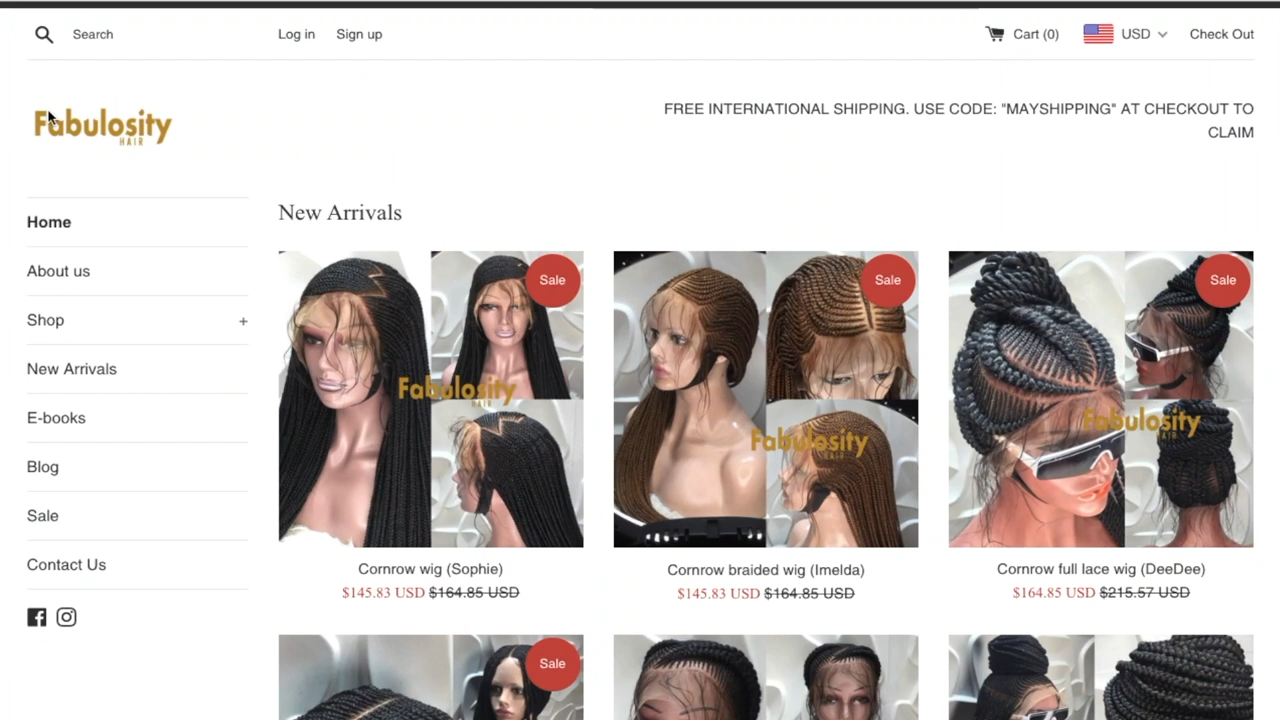 Search
Log in
Sign up
Cart (0)
USD
Check Out
Fabulosity
HAIR
FREE INTERNATIONAL SHIPPING. USE CODE: "MAYSHIPPING" AT CHECKOUT TO
CLAIM
Home
About us
Shop +
New Arrivals
E-books
Blog
Sale
Contact Us
New Arrivals
Sale
Fabulosity
HAIR
Cornrow wig (Sophie)
$145.83 USD $164.85 USD
Sale
Fabulosity
HAIR
Cornrow braided wig (Imelda)
$145.83 USD $164.85 USD
Sale
Fabulosity
HAIR
Cornrow full lace wig (DeeDee)
$164.85 USD $215.57 USD
Sale